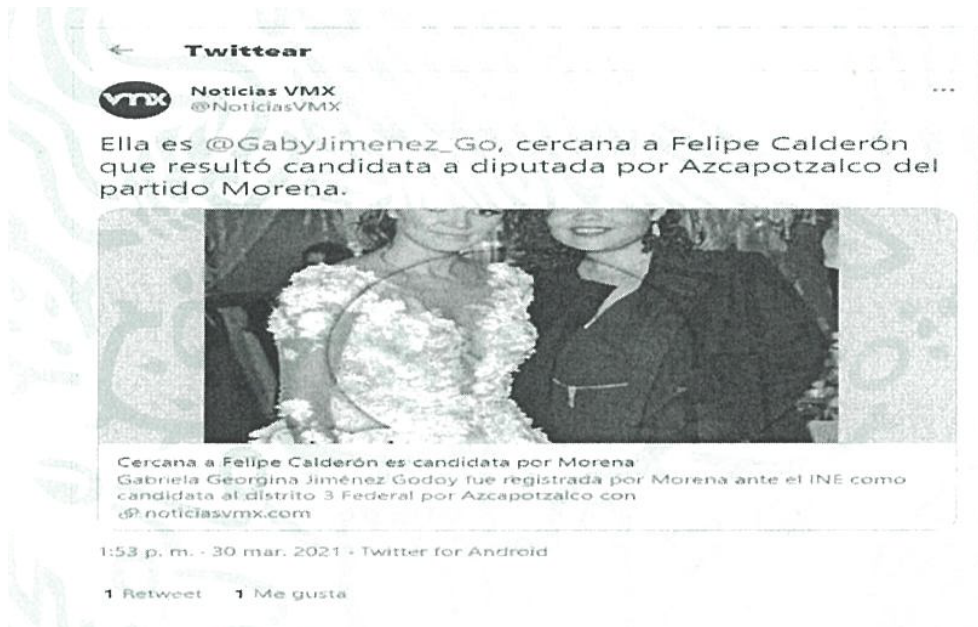 ← Twittear
vmx
Noticias VMX
@NoticiasVMX
...
Ella es @GabyJimenez_Go, cercana a Felipe Calderón
que resultó candidata a diputada por Azcapotzalco del
partido Morena.
Cercana a Felipe Calderón es candidata por Morena
Gabriela Georgina Jiménez Godoy fue registrada por Morena ante el INE como
candidata al distrito 3 Federal por Azcapotzalco con
noticiasvmx.com
1:53 p. m. · 30 mar. 2021 · Twitter for Android
1 Retweet 1 Me gusta